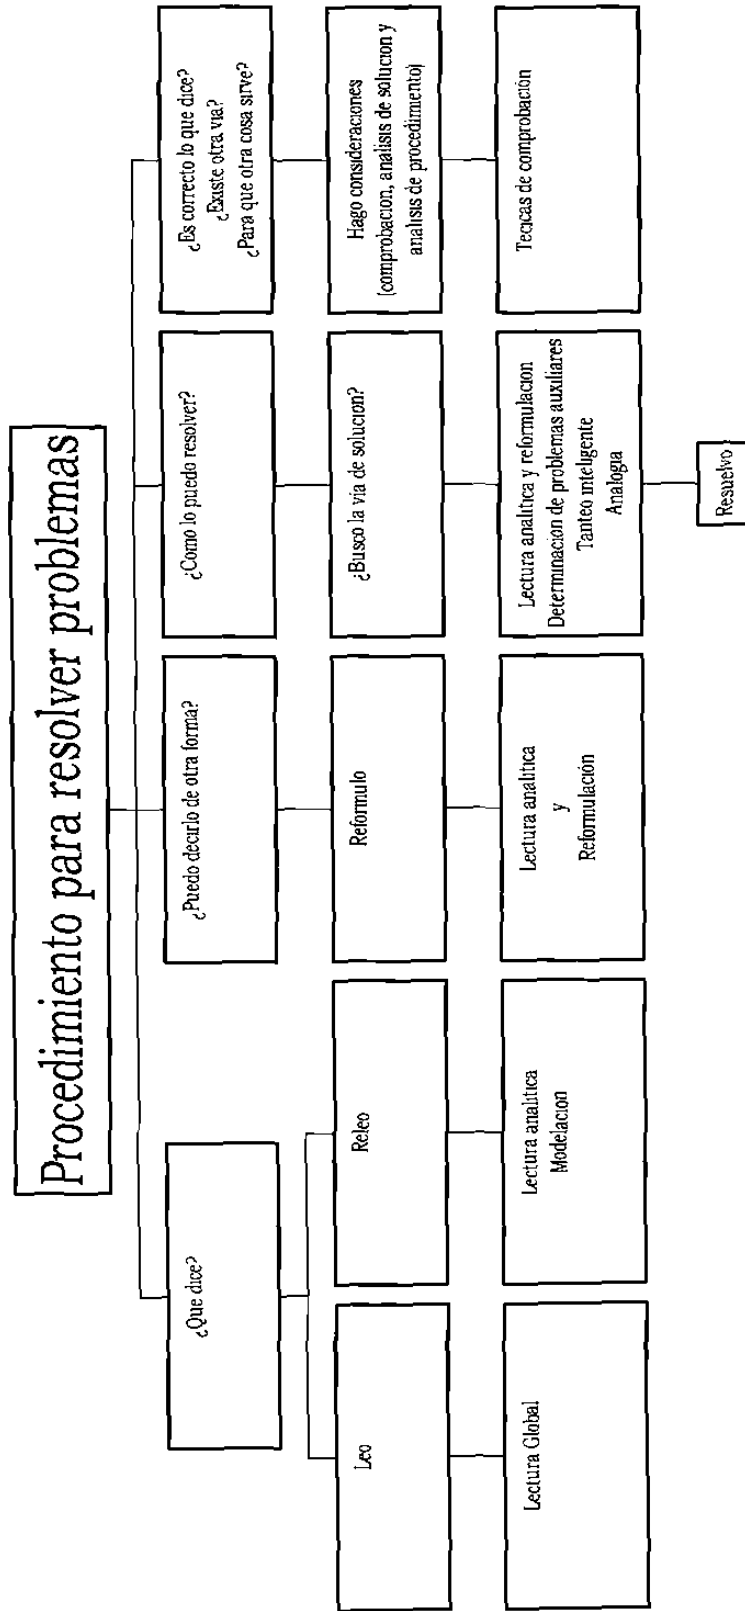 Procedimiento para resolver problemas
¿Que dice?
¿Puedo decirlo de otra forma?
¿Como lo puedo resolver?
¿Es correcto lo que dice?
¿Existe otra via?
¿Para que otra cosa sirve?
Leo
Releo
Reformulo
¿Busco la vía de solucion?
Hago consideraciones
(comprobacion, analisis de solucion y
analisis de procedimiento)
Lectura Global
Lectura analitica
Modelacion
Lectura analitica
y
Reformulación
Lectura analitica y reformulacion
Determinacion de problemas auxiliares
Tanteo inteligente
Analogia
Tecicas de comprobación
Resuelvo